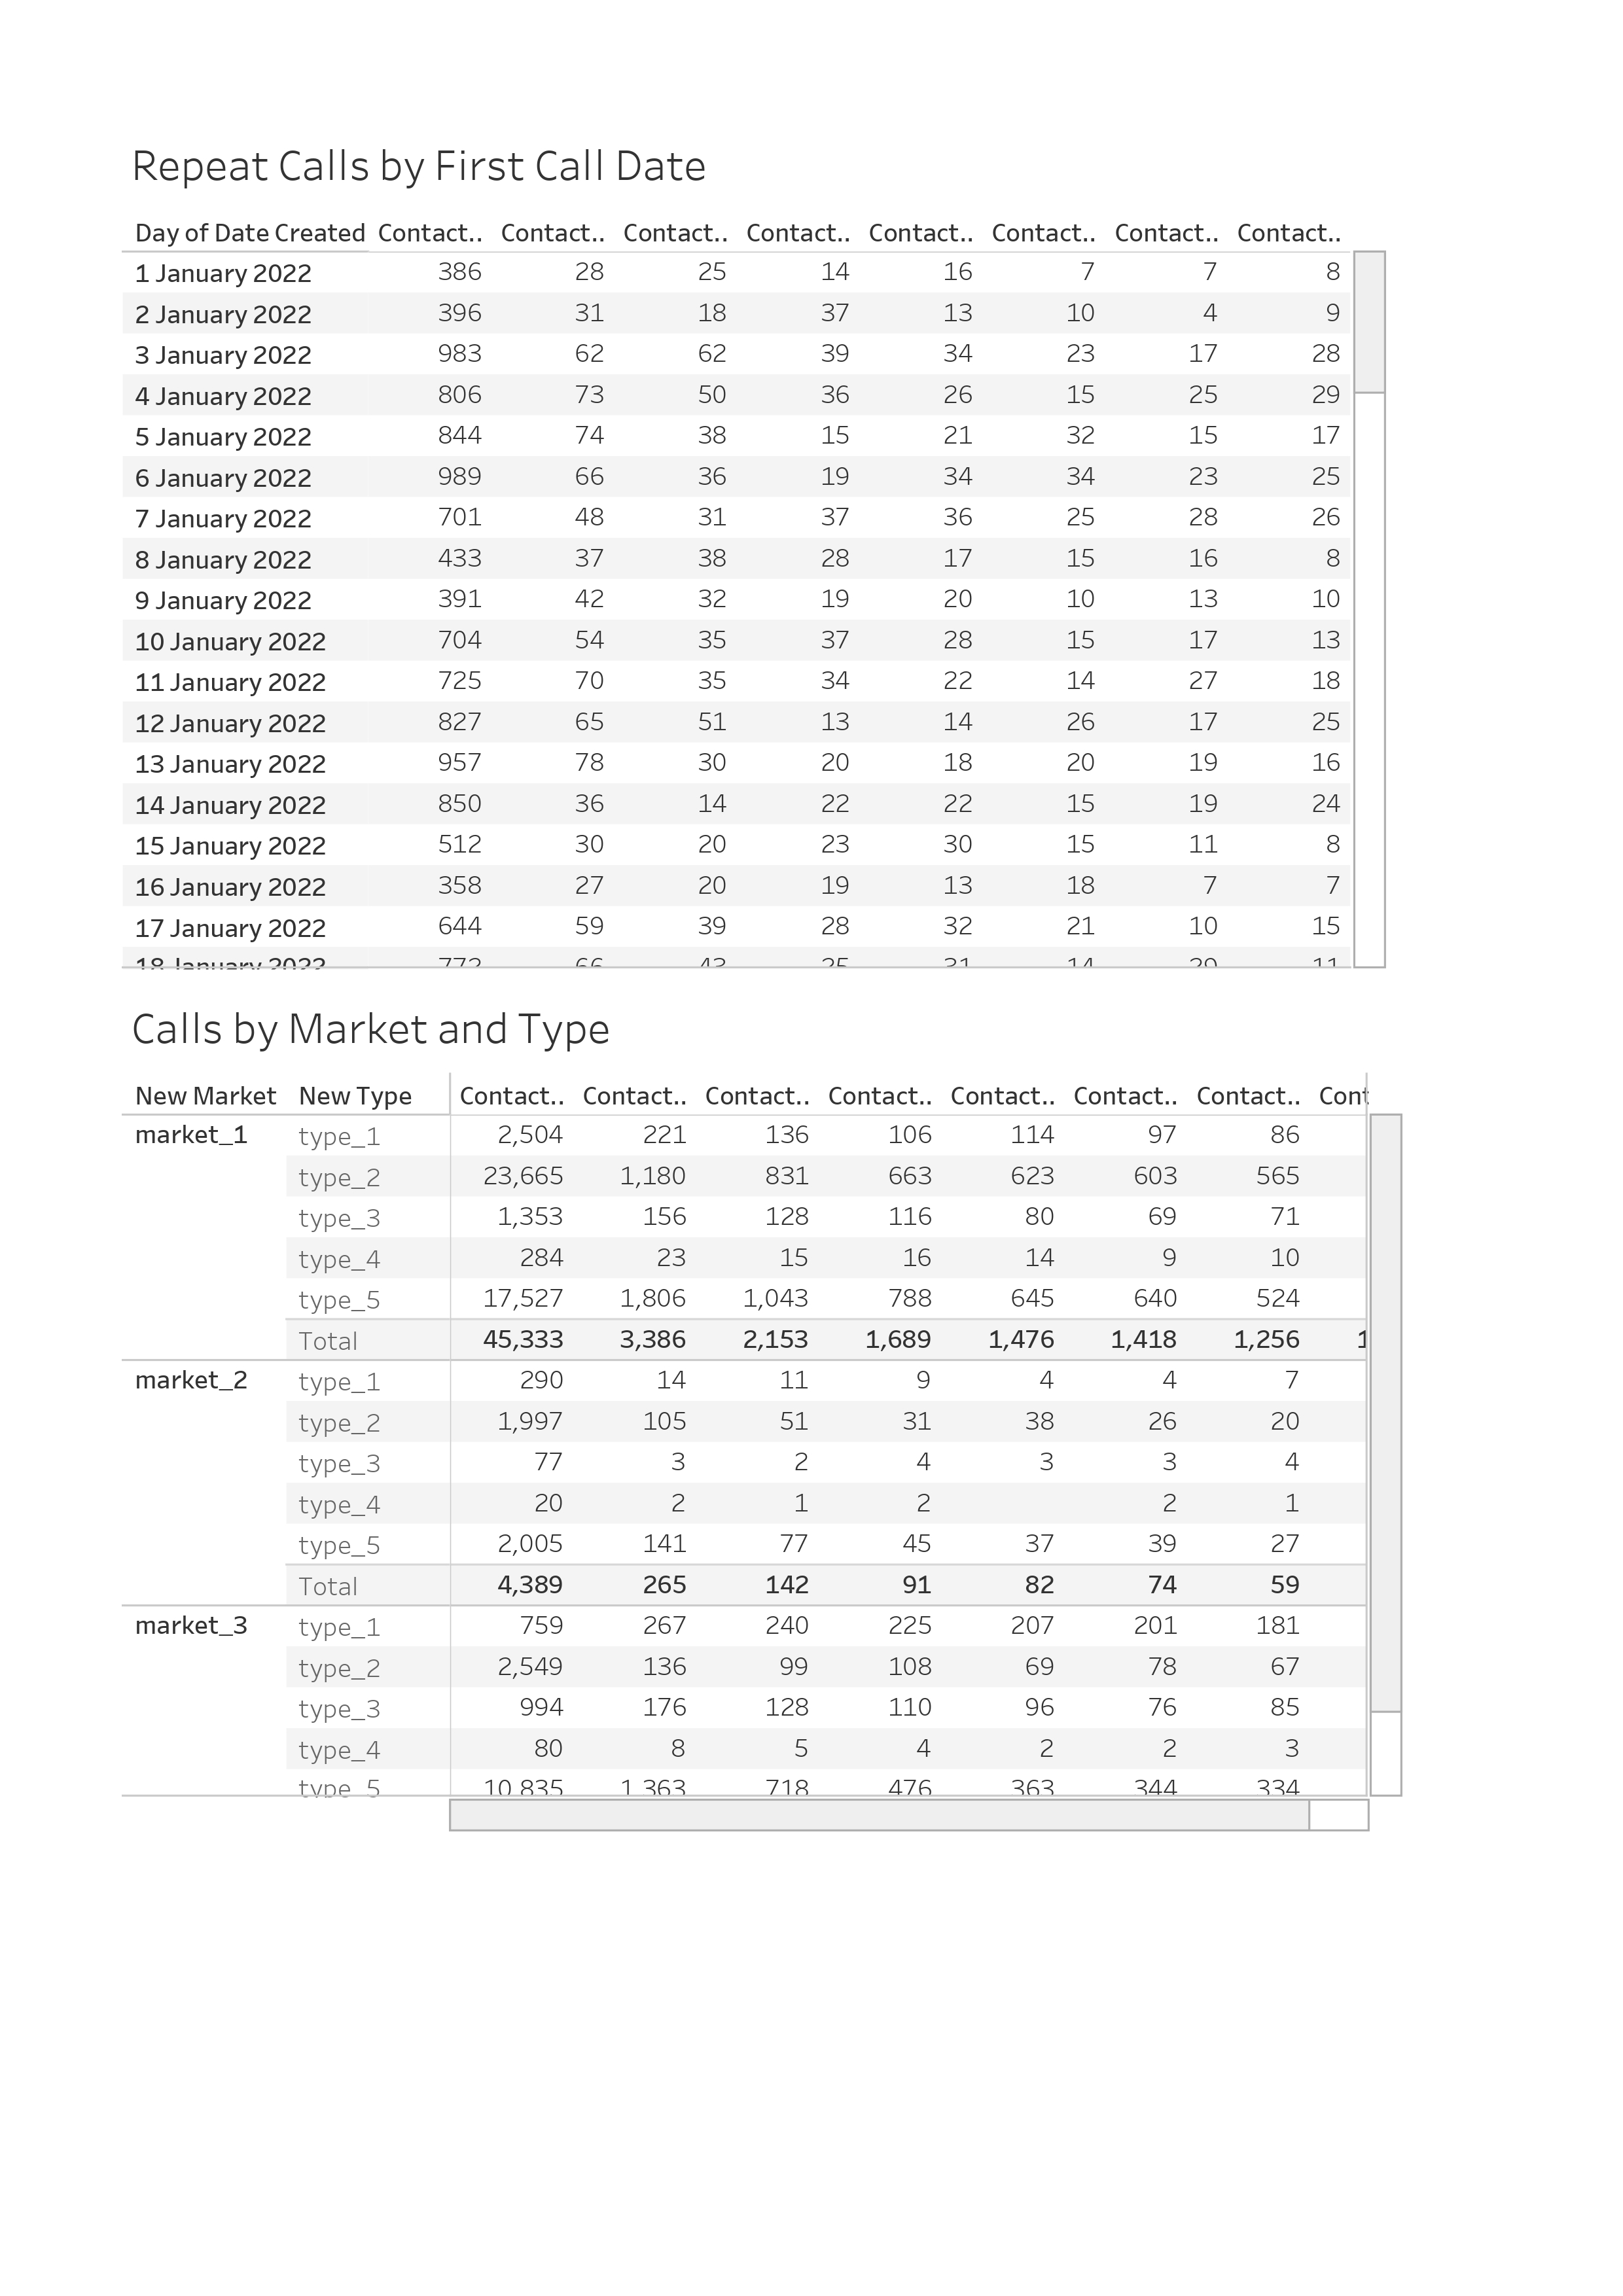 Repeat Calls by First Call Date
Day of Date Created Contact.. Contact.. Contact.. Contact.. Contact.. Contact.. Contact.. Contact..
1 January 2022 386 28 25 14 16 7 7 8
2 January 2022 396 31 18 37 13 10 4 9
3 January 2022 983 62 62 39 34 23 17 28
4 January 2022 806 73 50 36 26 15 25 29
5 January 2022 844 74 38 15 21 32 15 17
6 January 2022 989 66 36 19 34 34 23 25
7 January 2022 701 48 31 37 36 25 28 26
8 January 2022 433 37 38 28 17 15 16 8
9 January 2022 391 42 32 19 20 10 13 10
10 January 2022 704 54 35 37 28 15 17 13
11 January 2022 725 70 35 34 22 14 27 18
12 January 2022 827 65 51 13 14 26 17 25
13 January 2022 957 78 30 20 18 20 19 16
14 January 2022 850 36 14 22 22 15 19 24
15 January 2022 512 30 20 23 30 15 11 8
16 January 2022 358 27 20 19 13 18 7 7
17 January 2022 644 59 39 28 32 21 10 15
18 January 2022
Calls by Market and Type
New Market New Type Contact.. Contact.. Contact.. Contact.. Contact.. Contact.. Contact.. Cont
market_1 type_1 2,504 221 136 106 114 97 86
type_2 23,665 1,180 831 663 623 603 565
type_3 1,353 156 128 116 80 69 71
type_4 284 23 15 16 14 9 10
type_5 17,527 1,806 1,043 788 645 640 524
Total 45,333 3,386 2,153 1,689 1,476 1,418 1,256 1
market_2 type_1 290 14 11 9 4 4 7
type_2 1,997 105 51 31 38 26 20
type_3 77 3 2 4 3 3 4
type_4 20 2 1 2 2 1
type_5 2,005 141 77 45 37 39 27
Total 4,389 265 142 91 82 74 59
market_3 type_1 759 267 240 225 207 201 181
type_2 2,549 136 99 108 69 78 67
type_3 994 176 128 110 96 76 85
type_4 80 8 5 4 2 2 3
type_5 10,835 1,363 718 476 363 344 334